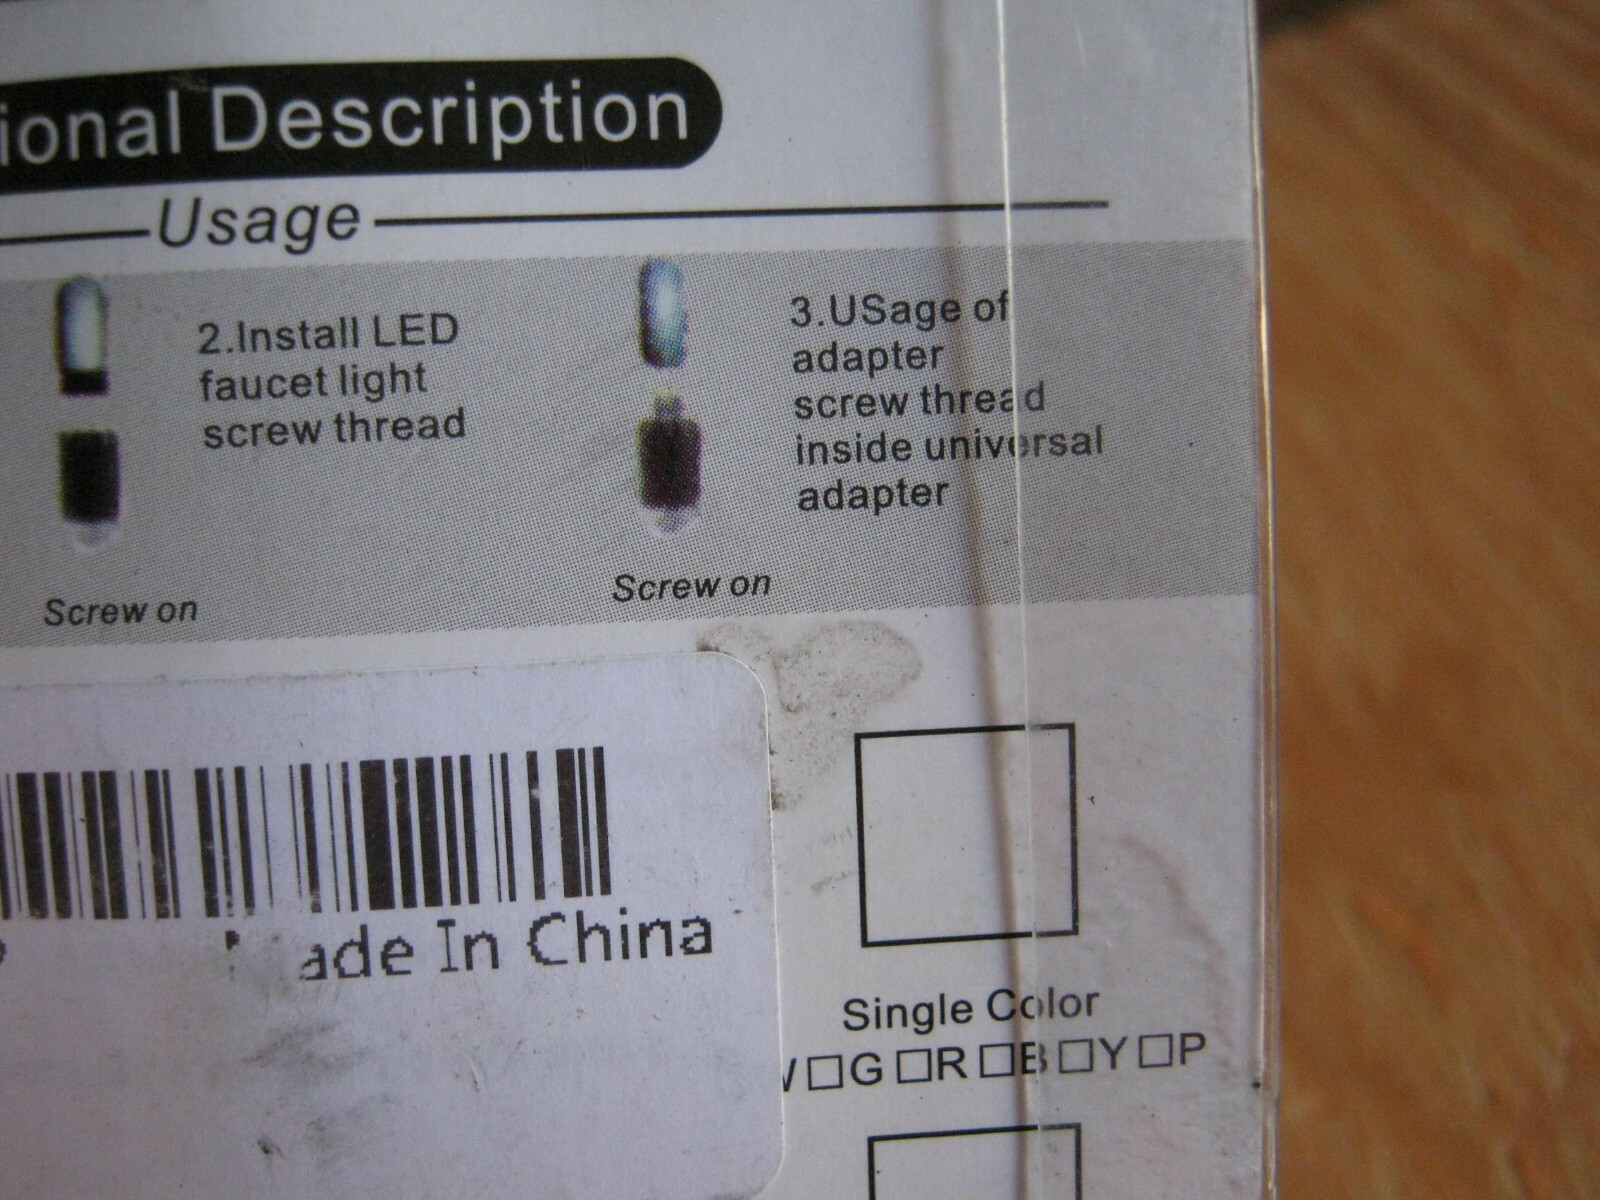 ional Description
Usage
2.Install LED
faucet light
screw thread
Screw on
3.USage of
adapter
screw thread
inside universal
adapter
Screw on
ade In China
Single Color
□G □R □B □Y □P